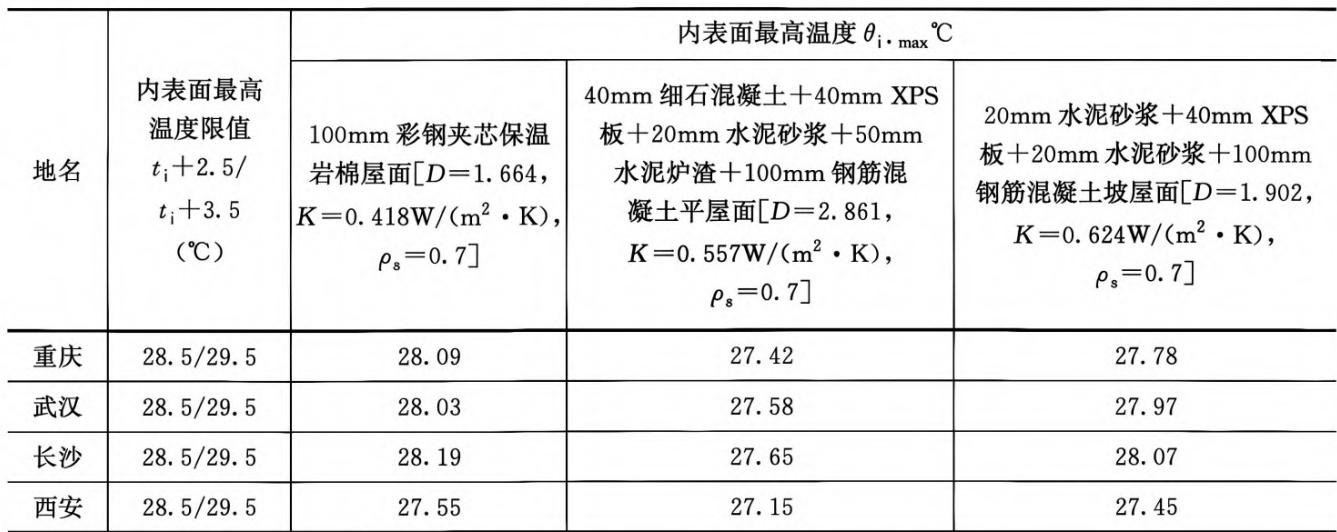 地名
内表面最高
温度限值
tᵢ+2.5/
tᵢ+3.5
(℃)
内表面最高温度 θᵢ.max℃
100mm 彩钢夹芯保温
岩棉屋面[D=1.664,
K=0.418W/(m²·K),
ρₛ=0.7]
40mm 细石混凝土+40mm XPS
板+20mm 水泥砂浆+50mm
水泥炉渣+100mm 钢筋混
凝土平屋面[D=2.861,
K=0.557W/(m²·K),
ρₛ=0.7]
20mm 水泥砂浆+40mm XPS
板+20mm 水泥砂浆+100mm
钢筋混凝土坡屋面[D=1.902,
K=0.624W/(m²·K),
ρₛ=0.7]
重庆 28.5/29.5 28.09 27.42 27.78
武汉 28.5/29.5 28.03 27.58 27.97
长沙 28.5/29.5 28.19 27.65 28.07
西安 28.5/29.5 27.55 27.15 27.45